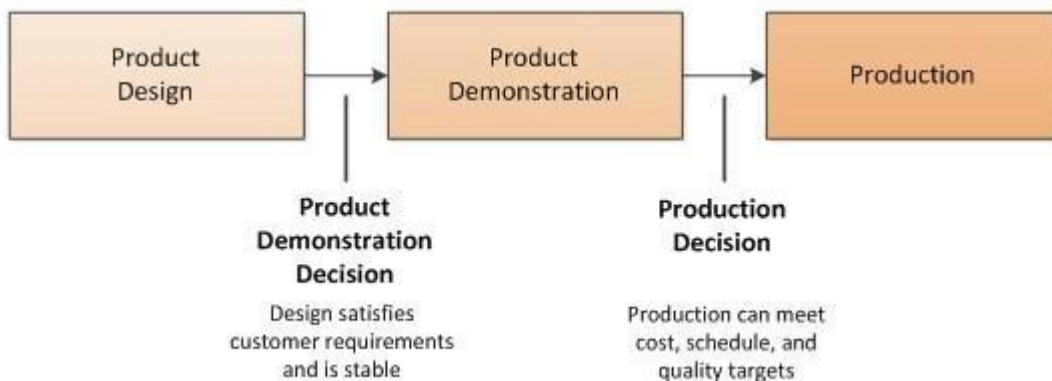 Product
Design
Product
Demonstration
Production
Product
Demonstration
Decision
Design satisfies
customer requirements
and is stable
Production
Decision
Production can meet
cost, schedule, and
quality targets